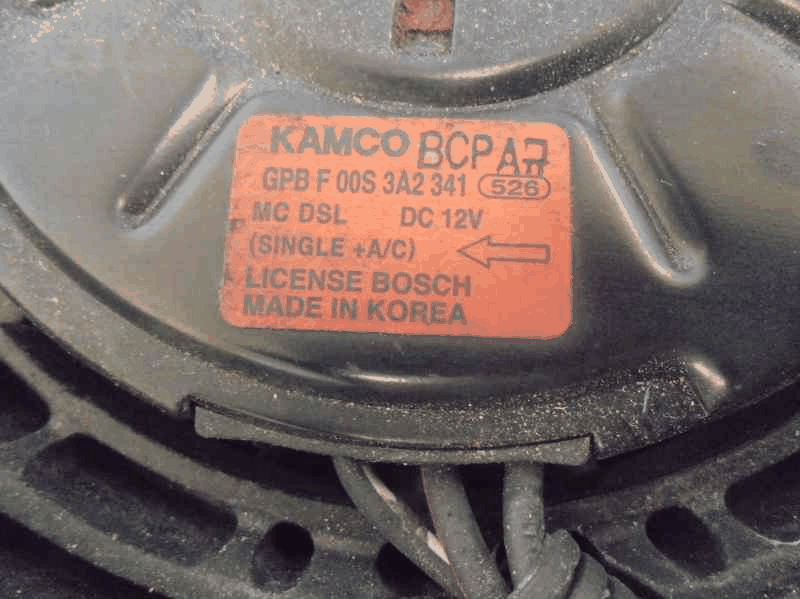 KAMCO BCPA
GPB F 00S 3A2 341 526
MC DSL DC 12V
(SINGLE +A/C)
LICENSE BOSCH
MADE IN KOREA